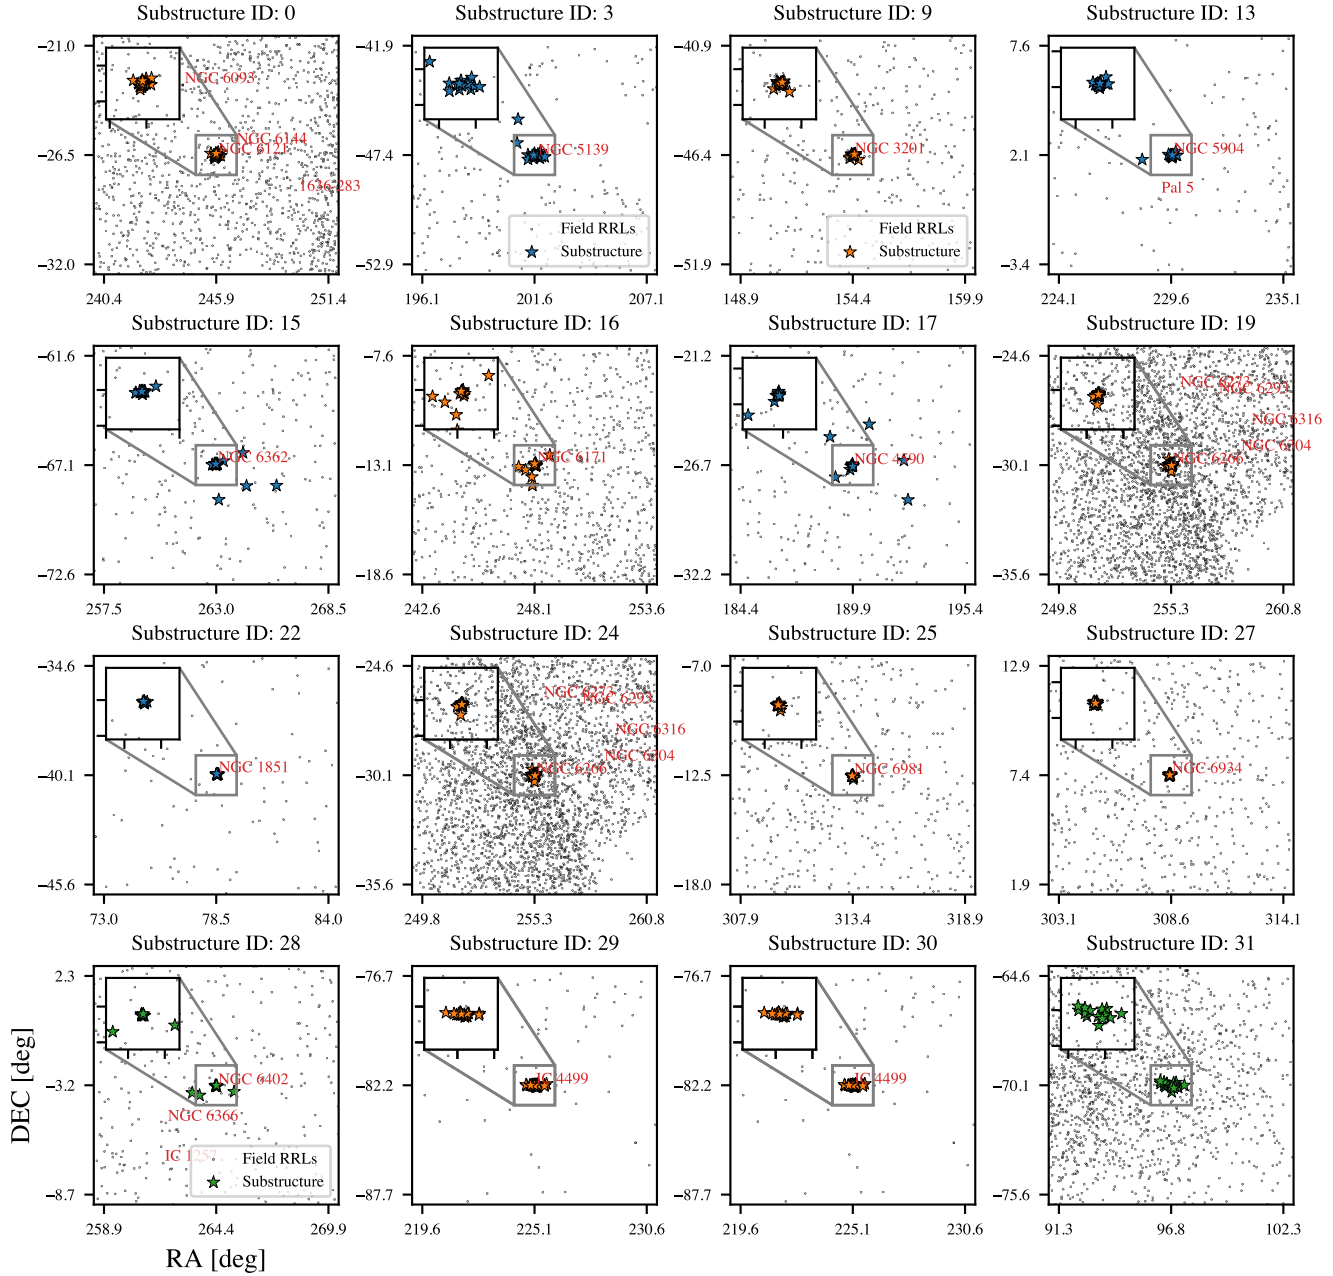 Substructure ID: 0
Substructure ID: 3
Substructure ID: 9
Substructure ID: 13
−21.0
−26.5
−32.0
240.4 245.9 251.4
NGC 6093
NGC 6144
NGC 6121
1636-283
−41.9
−47.4
−52.9
196.1 201.6 207.1
NGC 5139
Field RRLs
Substructure
−40.9
−46.4
−51.9
148.9 154.4 159.9
NGC 3201
Field RRLs
Substructure
7.6
2.1
−3.4
224.1 229.6 235.1
NGC 5904
Pal 5
Substructure ID: 15
Substructure ID: 16
Substructure ID: 17
Substructure ID: 19
−61.6
−67.1
−72.6
257.5 263.0 268.5
NGC 6362
−7.6
−13.1
−18.6
242.6 248.1 253.6
NGC 6171
−21.2
−26.7
−32.2
184.4 189.9 195.4
NGC 4590
−24.6
−30.1
−35.6
249.8 255.3 260.8
NGC 6273
NGC 6293
NGC 6316
NGC 6304
NGC 6266
Substructure ID: 22
Substructure ID: 24
Substructure ID: 25
Substructure ID: 27
−34.6
−40.1
−45.6
73.0 78.5 84.0
NGC 1851
−24.6
−30.1
−35.6
249.8 255.3 260.8
NGC 6273
NGC 6293
NGC 6316
NGC 6304
NGC 6266
−7.0
−12.5
−18.0
307.9 313.4 318.9
NGC 6981
12.9
7.4
1.9
303.1 308.6 314.1
NGC 6934
Substructure ID: 28
Substructure ID: 29
Substructure ID: 30
Substructure ID: 31
2.3
−3.2
−8.7
258.9 264.4 269.9
NGC 6402
NGC 6366
IC 1257
Field RRLs
Substructure
−76.7
−82.2
−87.7
219.6 225.1 230.6
IC 4499
−76.7
−82.2
−87.7
219.6 225.1 230.6
IC 4499
−64.6
−70.1
−75.6
91.3 96.8 102.3
DEC [deg]
RA [deg]